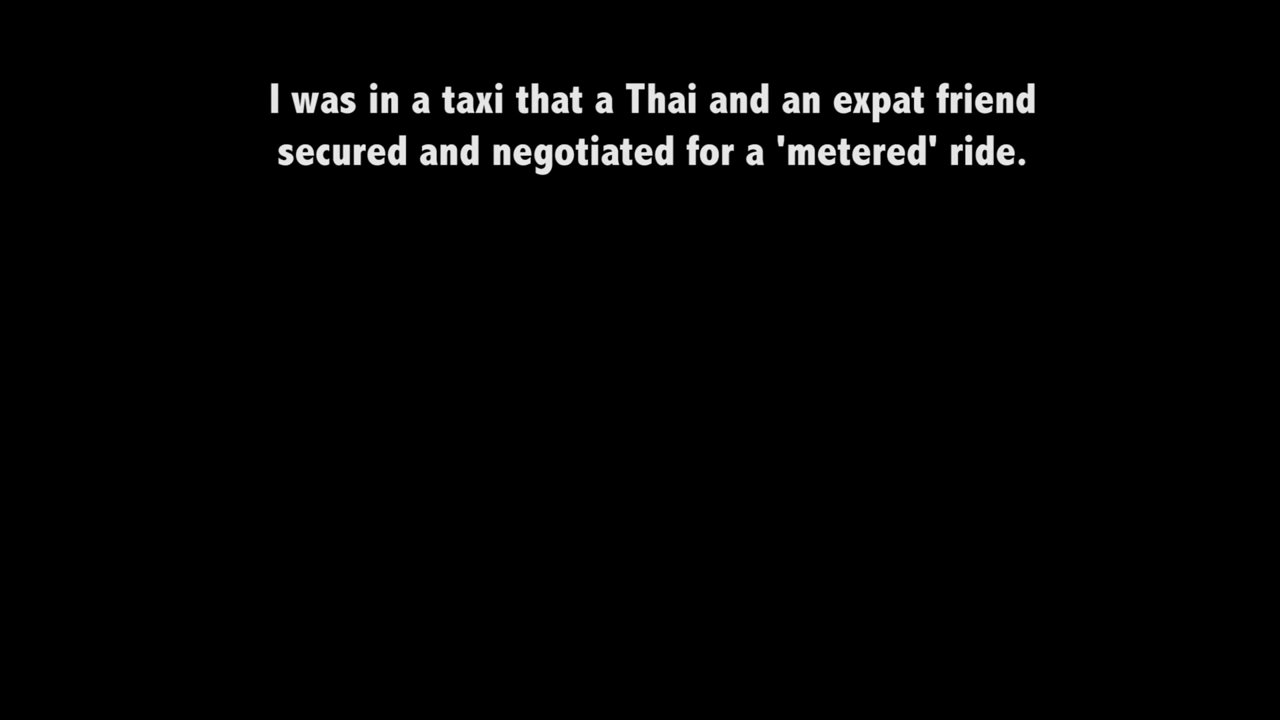 I was in a taxi that a Thai and an expat friend
secured and negotiated for a 'metered' ride.